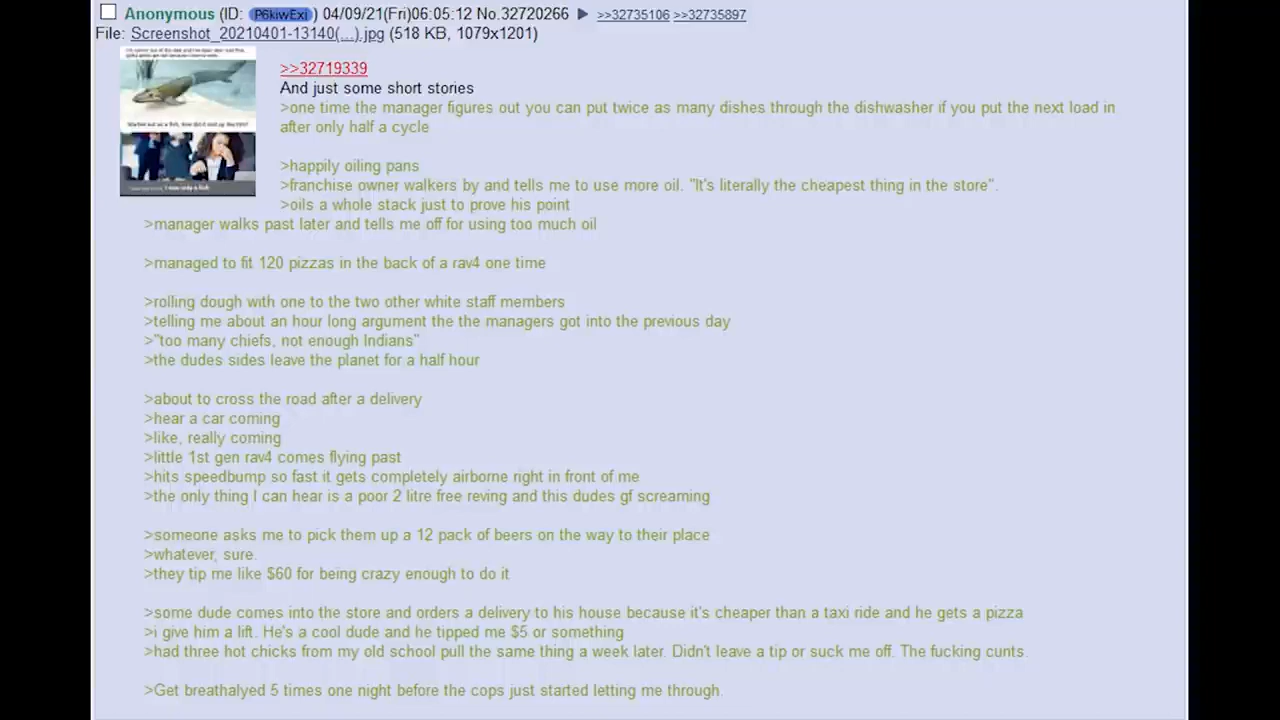 Anonymous (ID: P6kiwExI) 04/09/21(Fri)06:05:12 No.32720266 ▶ >>32735106 >>32735897
File: Screenshot_20210401-13140(...).jpg (518 KB, 1079x1201)
>>32719339
And just some short stories
>one time the manager figures out you can put twice as many dishes through the dishwasher if you put the next load in
after only half a cycle
>happily oiling pans
>franchise owner walkers by and tells me to use more oil. "It's literally the cheapest thing in the store".
>oils a whole stack just to prove his point
>manager walks past later and tells me off for using too much oil
>managed to fit 120 pizzas in the back of a rav4 one time
>rolling dough with one to the two other white staff members
>telling me about an hour long argument the the managers got into the previous day
>"too many chiefs, not enough Indians"
>the dudes sides leave the planet for a half hour
>about to cross the road after a delivery
>hear a car coming
>like, really coming
>little 1st gen rav4 comes flying past
>hits speedbump so fast it gets completely airborne right in front of me
>the only thing I can hear is a poor 2 litre free reving and this dudes gf screaming
>someone asks me to pick them up a 12 pack of beers on the way to their place
>whatever, sure.
>they tip me like $60 for being crazy enough to do it
>some dude comes into the store and orders a delivery to his house because it's cheaper than a taxi ride and he gets a pizza
>i give him a lift. He's a cool dude and he tipped me $5 or something
>had three hot chicks from my old school pull the same thing a week later. Didn't leave a tip or suck me off. The fucking cunts.
>Get breathalyed 5 times one night before the cops just started letting me through.